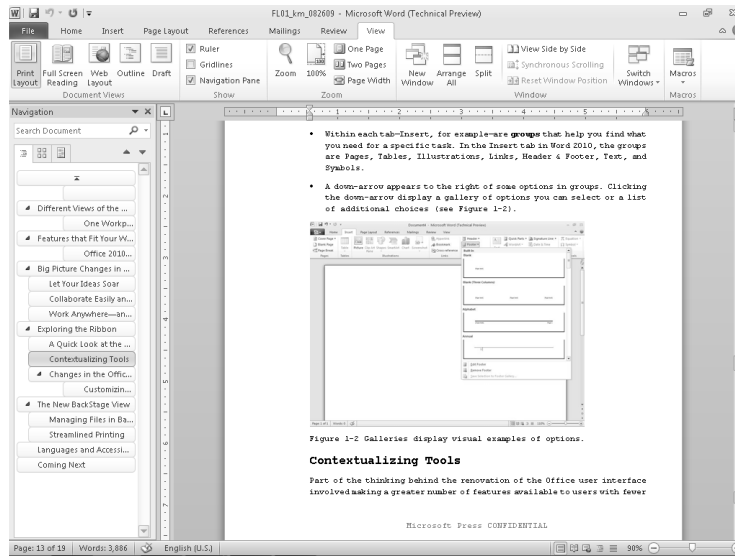 FL01_km_082609 - Microsoft Word (Technical Preview)
File Home Insert Page Layout References Mailings Review View
Print Layout
Full Screen Reading
Web Layout
Outline
Draft
Document Views
Ruler
Gridlines
Navigation Pane
Show
Zoom
100%
One Page
Two Pages
Page Width
Zoom
New Window
Arrange All
Split
View Side by Side
Synchronous Scrolling
Reset Window Position
Window
Switch Windows
Macros
Macros
Navigation
Search Document
Different Views of the ...
One Workp...
Features that Fit Your W...
Office 2010...
Big Picture Changes in ...
Let Your Ideas Soar
Collaborate Easily an...
Work Anywhere—an...
Exploring the Ribbon
A Quick Look at the ...
Contextualizing Tools
Changes in the Offic...
Customizin...
The New BackStage View
Managing Files in Ba...
Streamlined Printing
Languages and Accessi...
Coming Next
• Within each tab—Insert, for example—are groups that help you find what
you need for a specific task. In the Insert tab in Word 2010, the groups
are Pages, Tables, Illustrations, Links, Header & Footer, Text, and
Symbols.
• A down-arrow appears to the right of some options in groups. Clicking
the down-arrow display a gallery of options you can select or a list
of additional choices (see Figure 1-2).
Figure 1-2 Galleries display visual examples of options.
Contextualizing Tools
Part of the thinking behind the renovation of the Office user interface
involved making a greater number of features available to users with fewer
Microsoft Press CONFIDENTIAL
Page: 13 of 19 Words: 3,886 English (U.S.) 90%